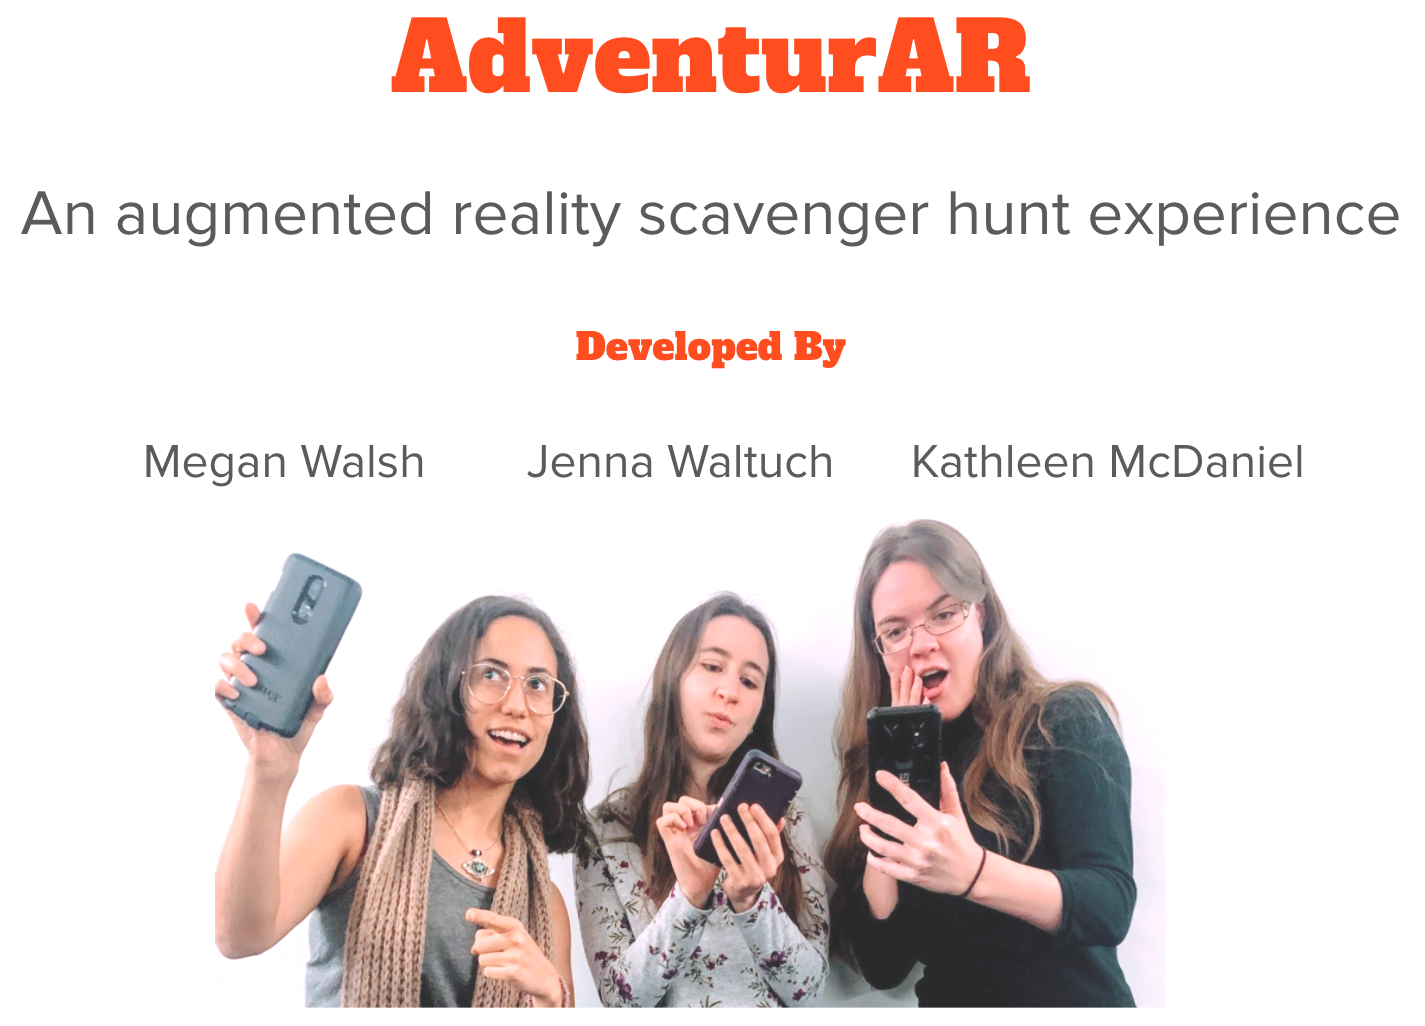 AdventurAR
An augmented reality scavenger hunt experience
Developed By
Megan Walsh Jenna Waltuch Kathleen McDaniel